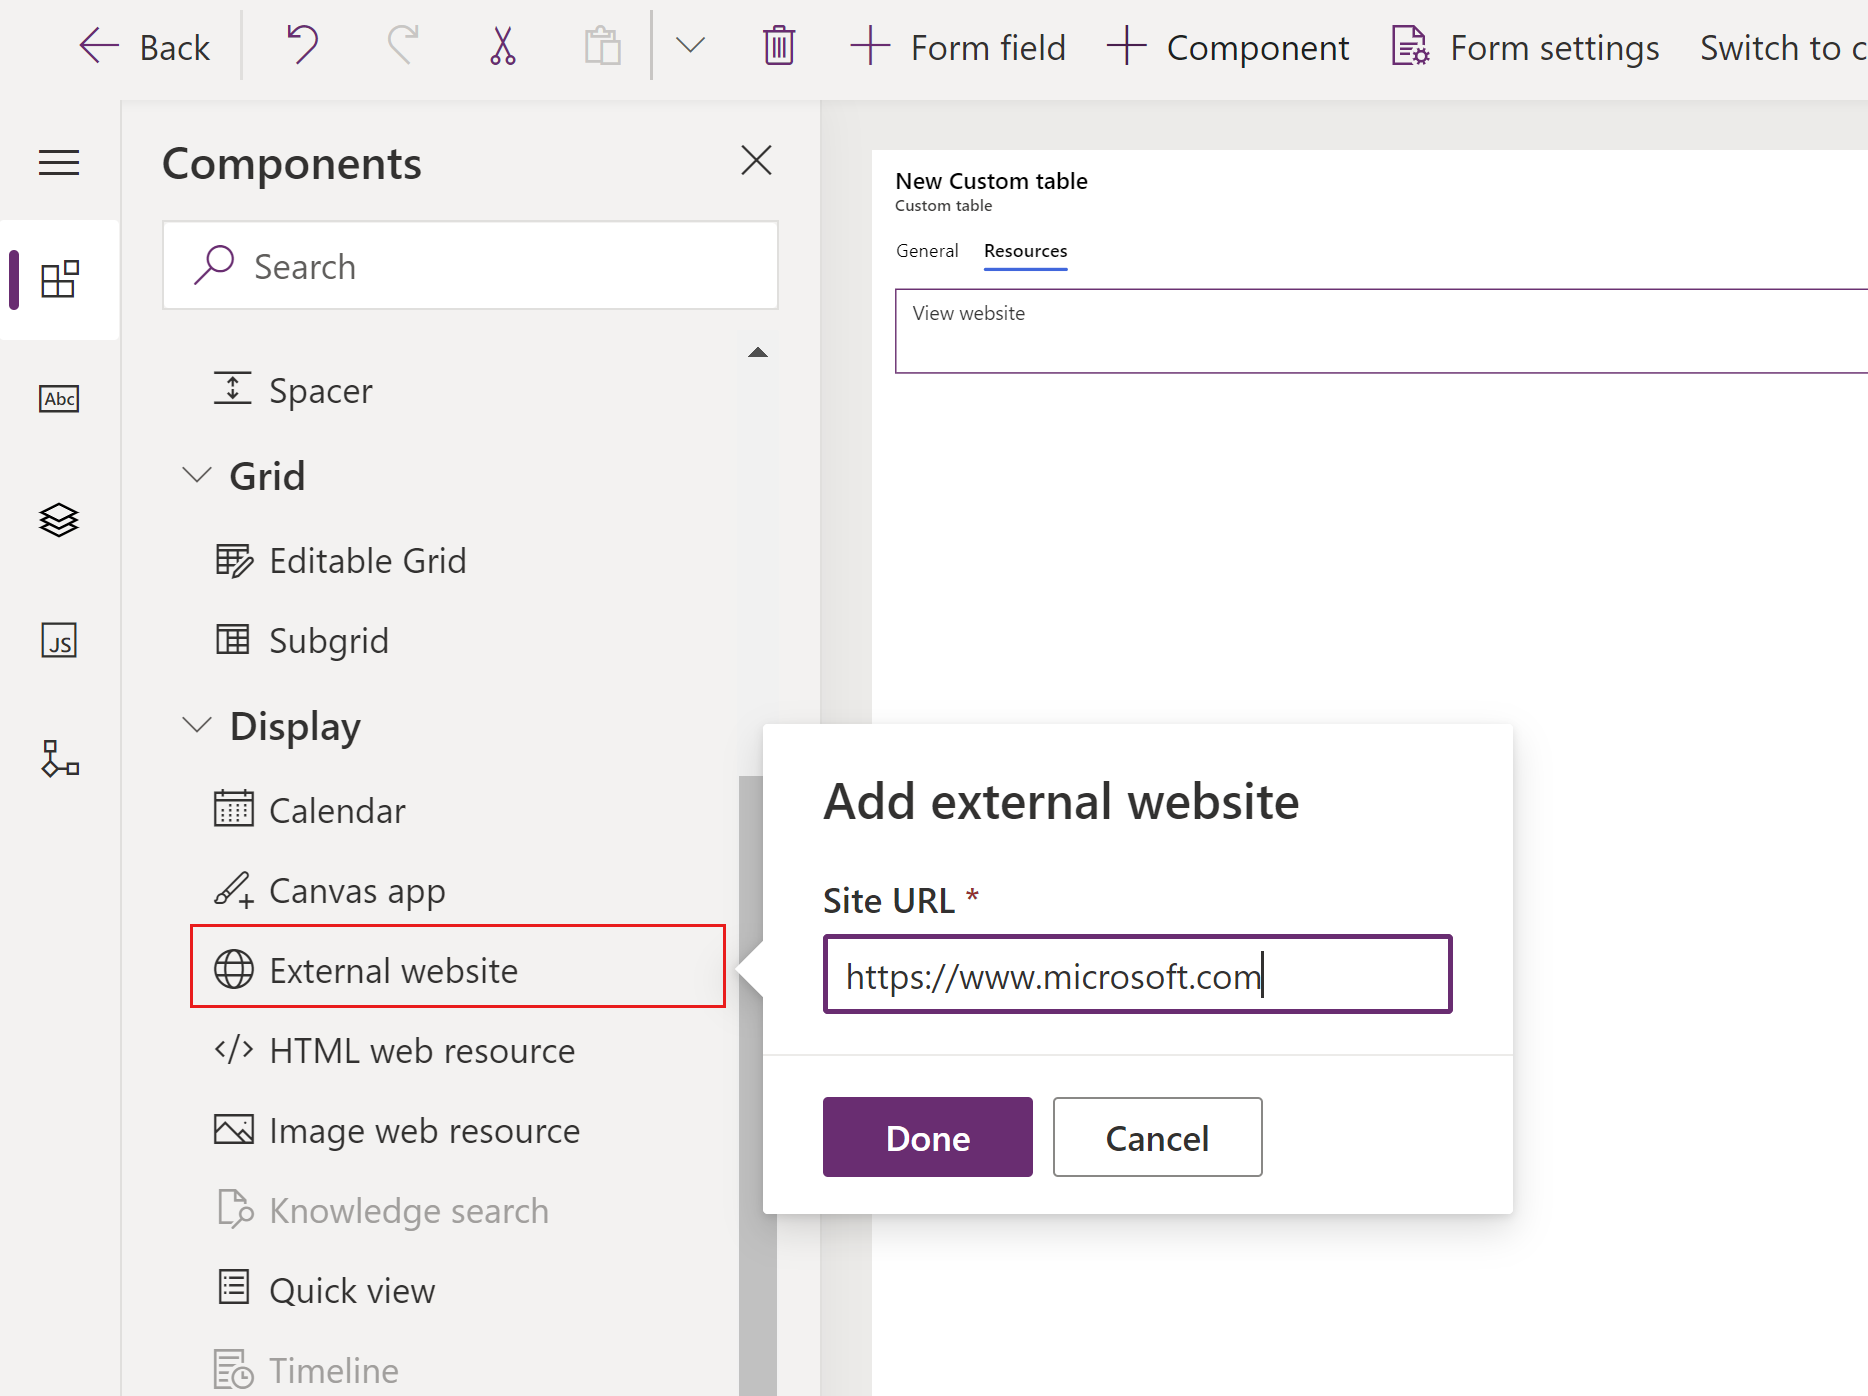 Back
Form field
Component
Form settings
Switch to c
Components
Search
Spacer
Grid
Editable Grid
Subgrid
Display
Calendar
Canvas app
External website
HTML web resource
Image web resource
Knowledge search
Quick view
Timeline
Abc
JS
New Custom table
Custom table
General
Resources
View website
Add external website
Site URL *
https://www.microsoft.com
Done
Cancel